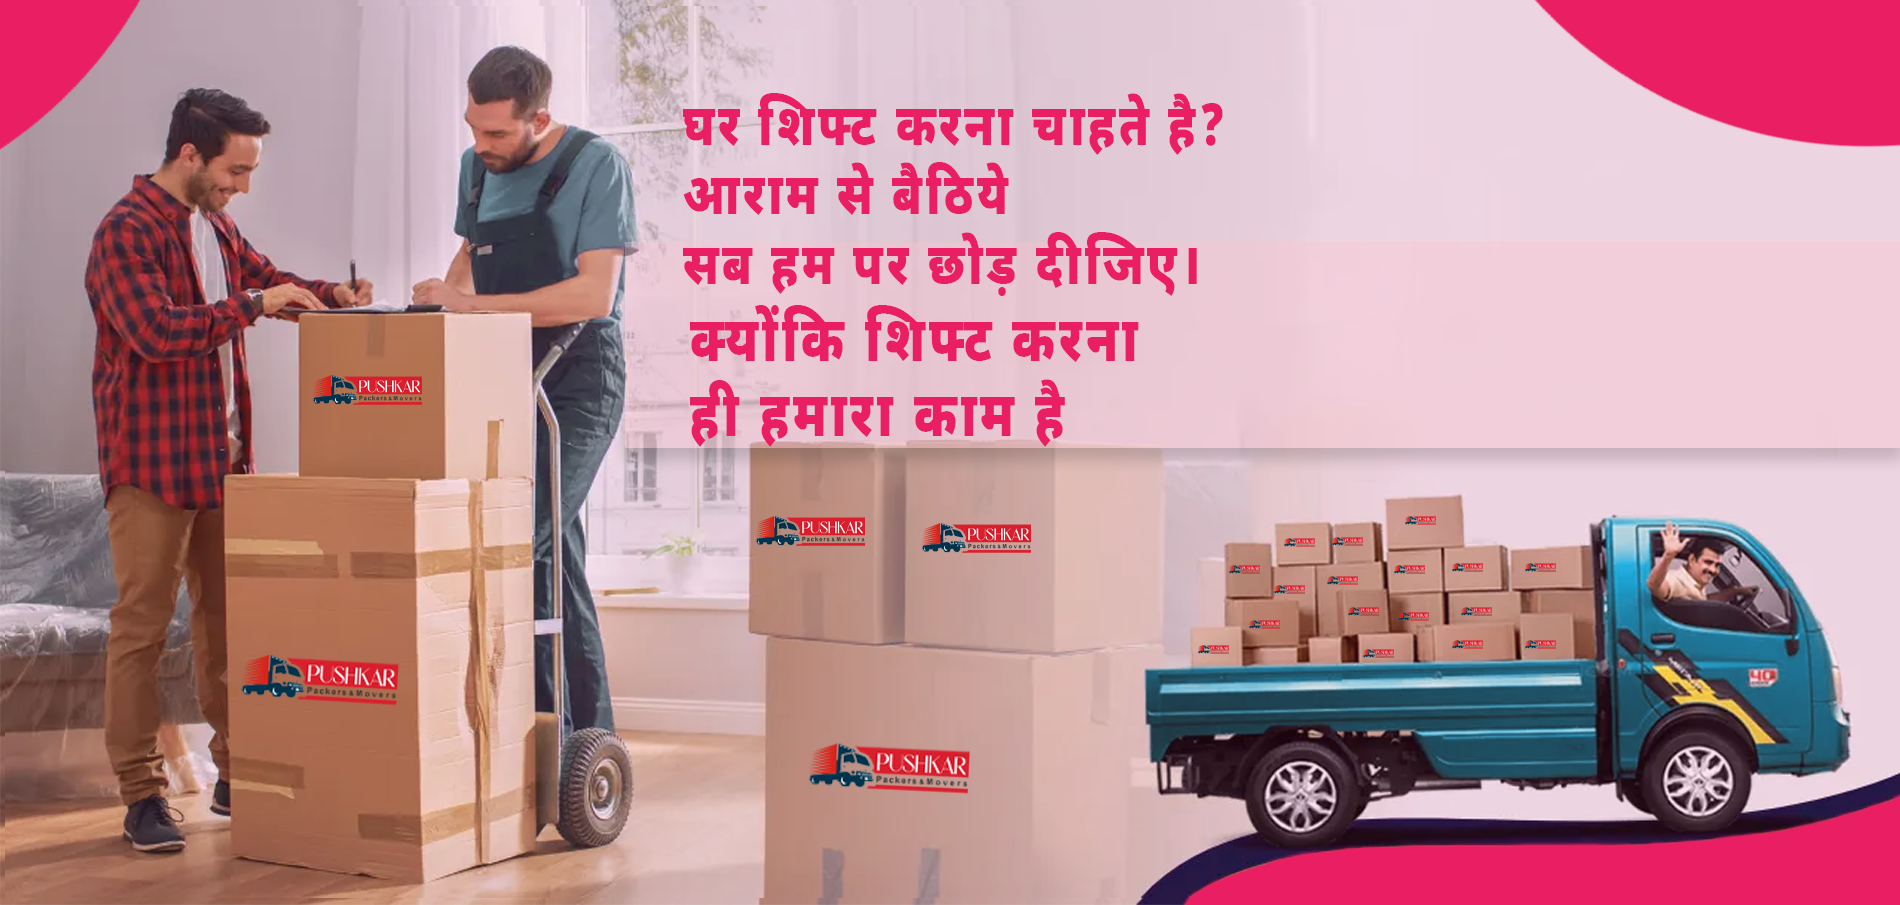 घर शिफ्ट करना चाहते है?
आराम से बैठिये
सब हम पर छोड़ दीजिए।
क्योंकि शिफ्ट करना
ही हमारा काम है
PUSHKAR
Packers & Movers
PUSHKAR
Packers & Movers
PUSHKAR
Packers & Movers
PUSHKAR
Packers & Movers
PUSHKAR
Packers & Movers